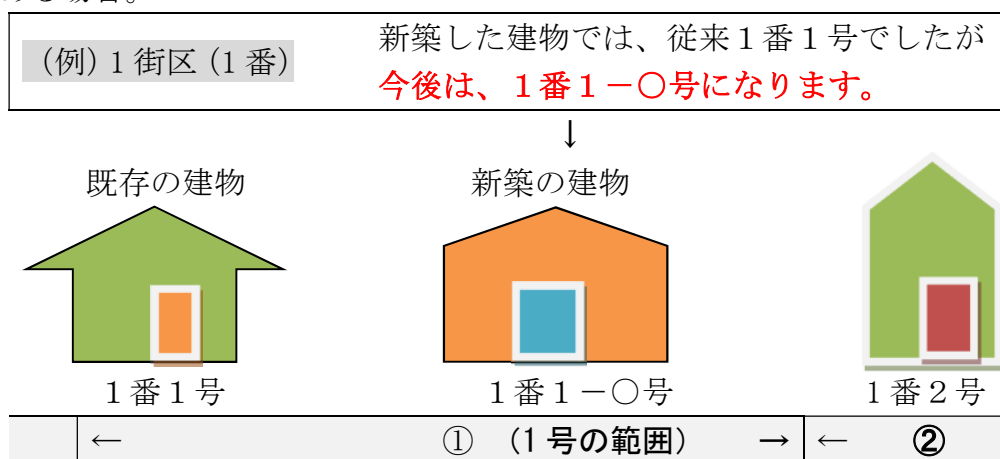 (例) 1 街区 (1 番)
新築した建物では、従来１番１号でしたが
今後は、１番１－○号になります。
↓
既存の建物
新築の建物
１番１号
１番１－○号
１番２号
← ① (1 号の範囲) → ← ②